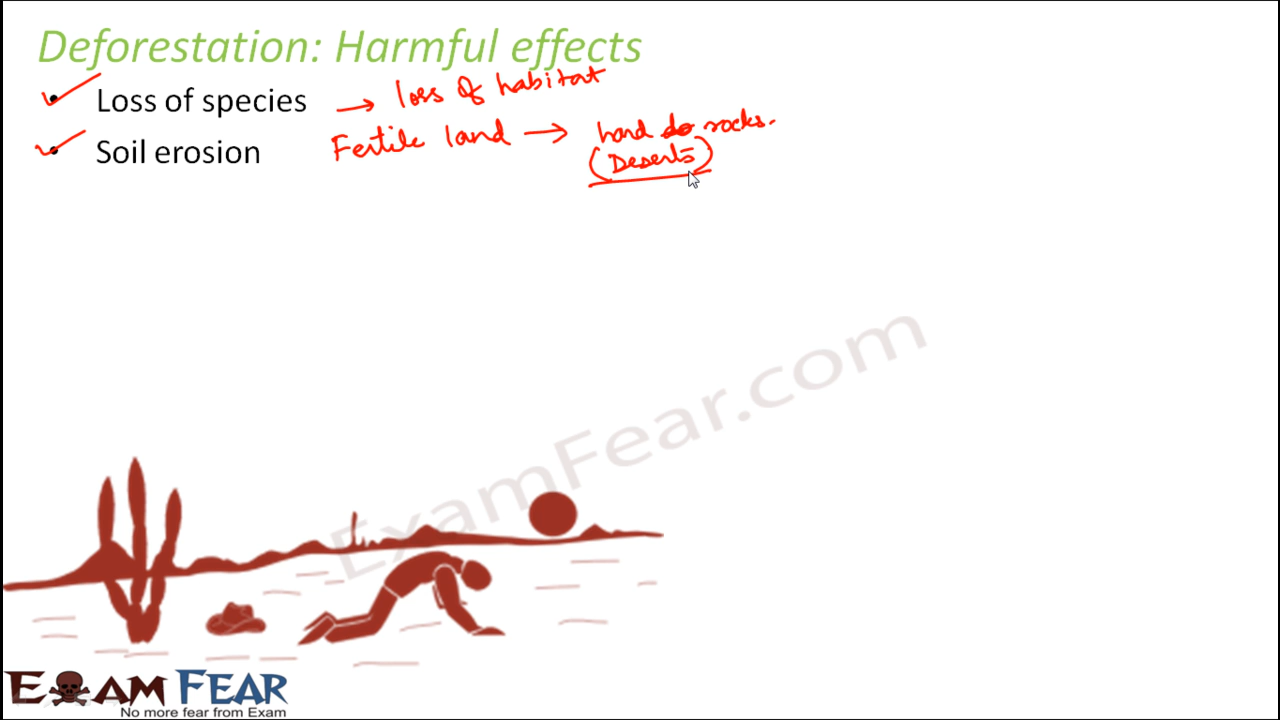 Deforestation: Harmful effects
• Loss of species → loss of habitat
• Soil erosion Fertile land → hard do rocks.
(Deserts)
ExamFear.com
EXAM FEAR
No more fear from Exam